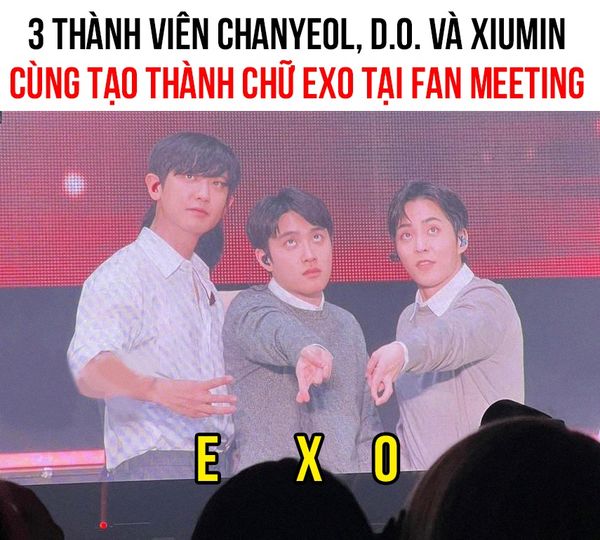 3 THÀNH VIÊN CHANYEOL, D.O. VÀ XIUMIN
CÙNG TẠO THÀNH CHỮ EXO TẠI FAN MEETING
E X O